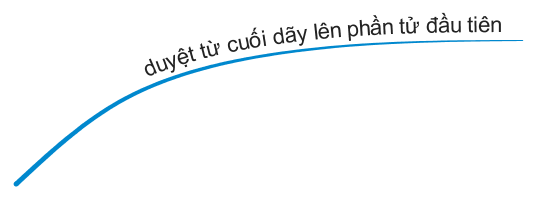 duyệt từ cuối dãy lên phần tử đầu tiên